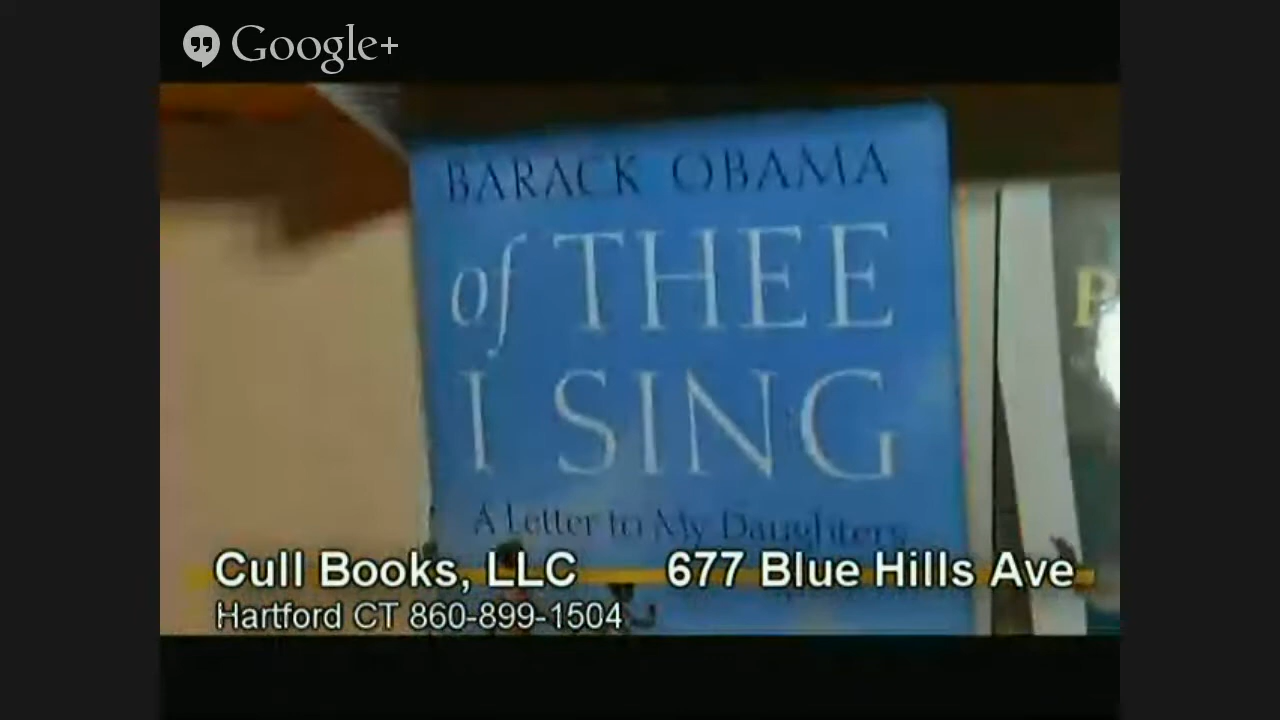 Google+
BARACK OBAMA
of THEE
I SING
A Letter to My Daughters
Cull Books, LLC 677 Blue Hills Ave
Hartford CT 860-899-1504